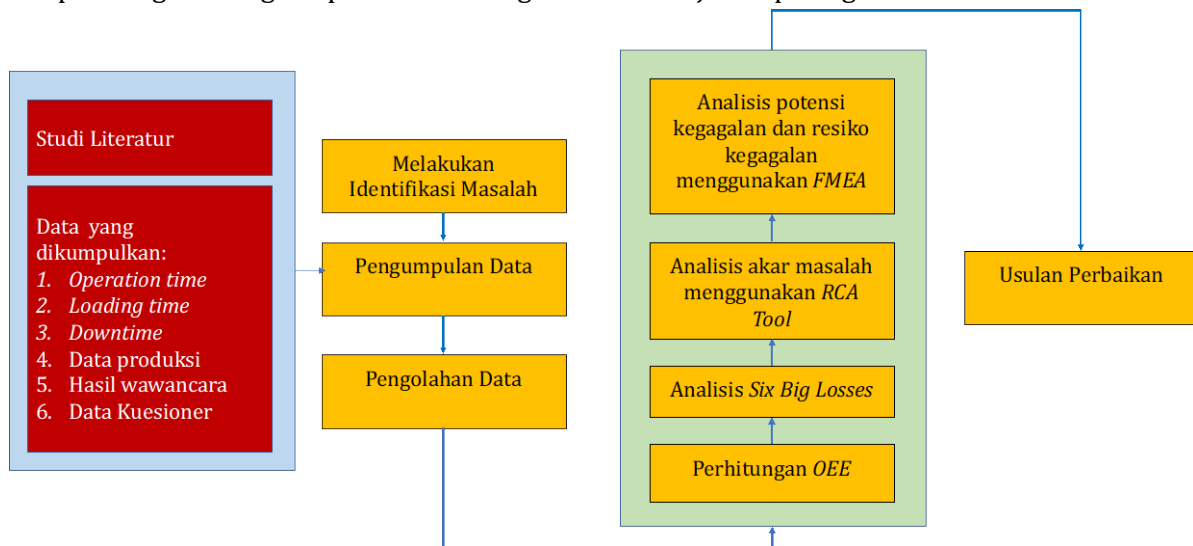 Studi Literatur
Data yang
dikumpulkan:
1. Operation time
2. Loading time
3. Downtime
4. Data produksi
5. Hasil wawancara
6. Data Kuesioner
Melakukan
Identifikasi Masalah
Pengumpulan Data
Pengolahan Data
Analisis potensi
kegagalan dan resiko
kegagalan
menggunakan FMEA
Analisis akar masalah
menggunakan RCA
Tool
Analisis Six Big Losses
Perhitungan OEE
Usulan Perbaikan